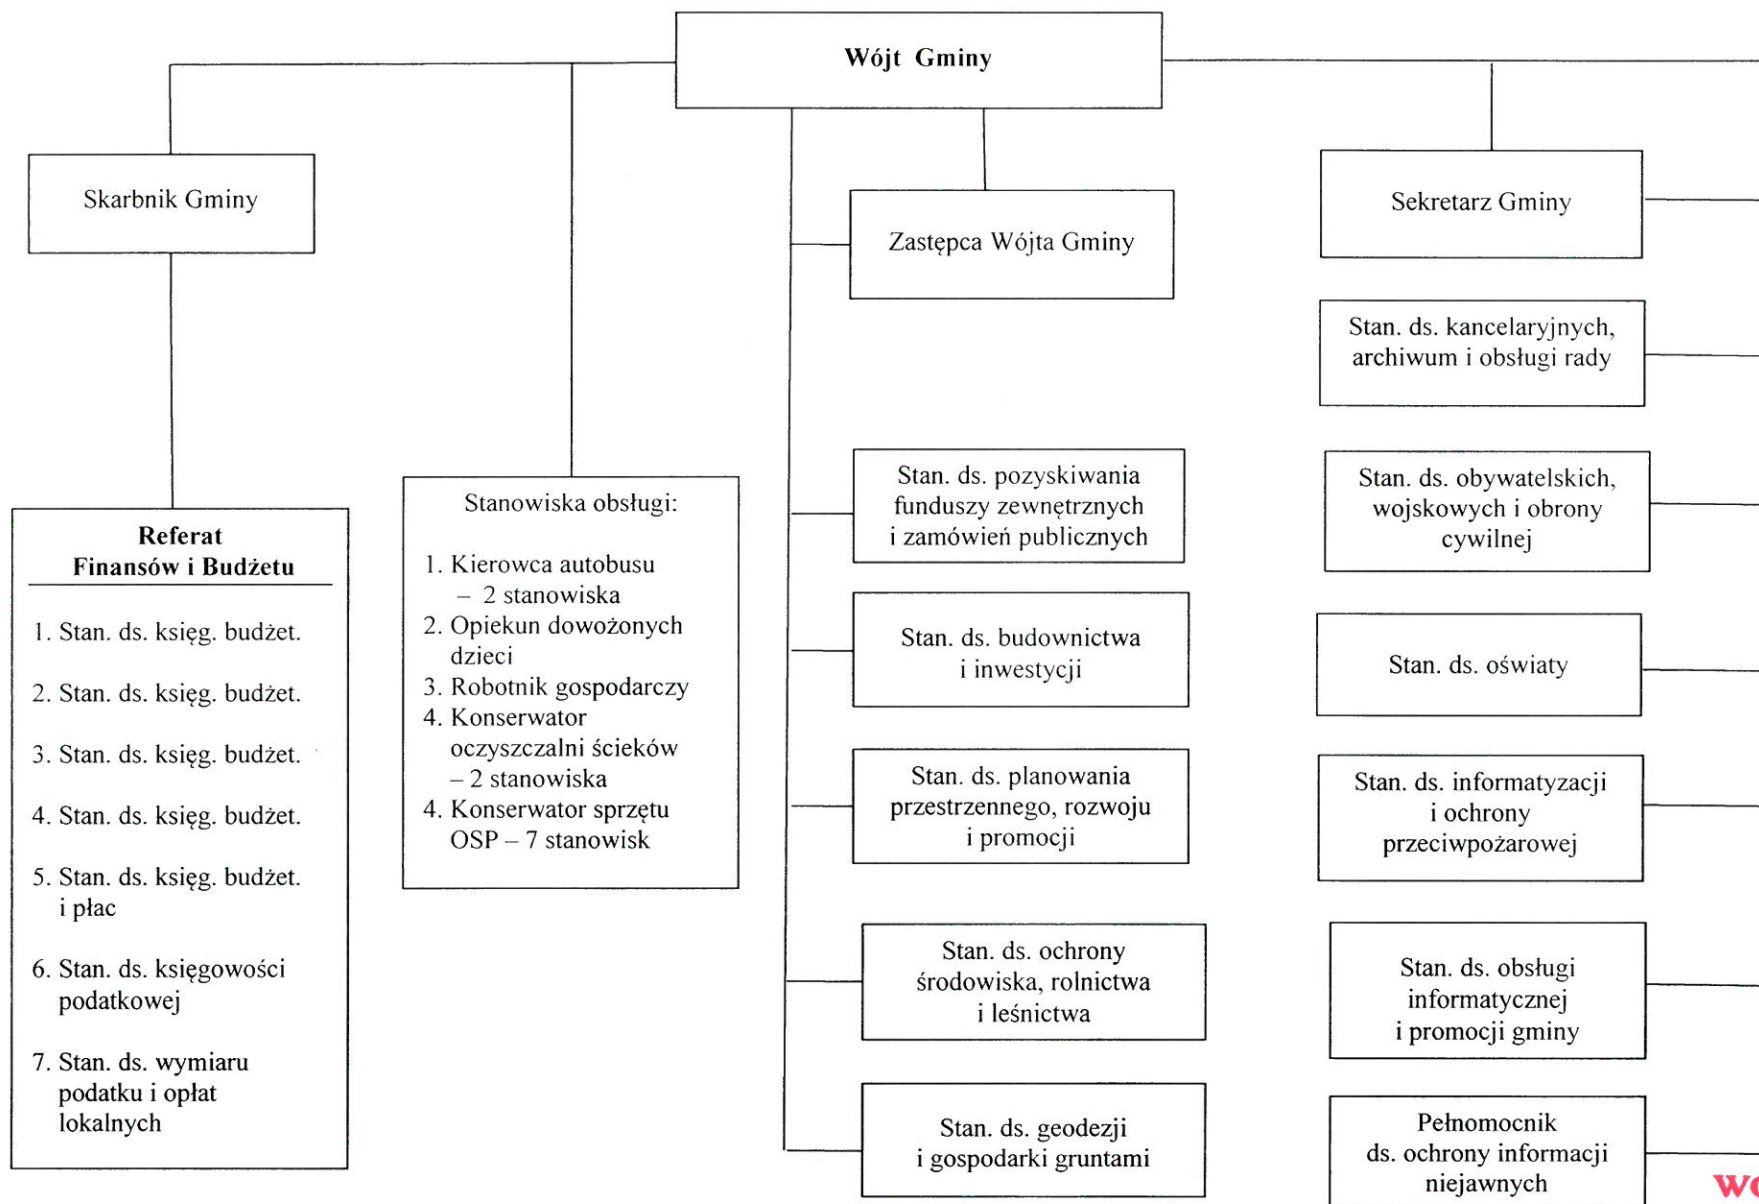 Wójt Gminy
Skarbnik Gminy
Zastępca Wójta Gminy
Sekretarz Gminy
Referat
Finansów i Budżetu
1. Stan. ds. księg. budżet.
2. Stan. ds. księg. budżet.
3. Stan. ds. księg. budżet.
4. Stan. ds. księg. budżet.
5. Stan. ds. księg. budżet.
i płac
6. Stan. ds. księgowości
podatkowej
7. Stan. ds. wymiaru
podatku i opłat
lokalnych
Stanowiska obsługi:
1. Kierowca autobusu
– 2 stanowiska
2. Opiekun dowożonych
dzieci
3. Robotnik gospodarczy
4. Konserwator
oczyszczalni ścieków
– 2 stanowiska
4. Konserwator sprzętu
OSP – 7 stanowisk
Stan. ds. pozyskiwania
funduszy zewnętrznych
i zamówień publicznych
Stan. ds. budownictwa
i inwestycji
Stan. ds. planowania
przestrzennego, rozwoju
i promocji
Stan. ds. ochrony
środowiska, rolnictwa
i leśnictwa
Stan. ds. geodezji
i gospodarki gruntami
Stan. ds. kancelaryjnych,
archiwum i obsługi rady
Stan. ds. obywatelskich,
wojskowych i obrony
cywilnej
Stan. ds. oświaty
Stan. ds. informatyzacji
i ochrony
przeciwpożarowej
Stan. ds. obsługi
informatycznej
i promocji gminy
Pełnomocnik
ds. ochrony informacji
niejawnych